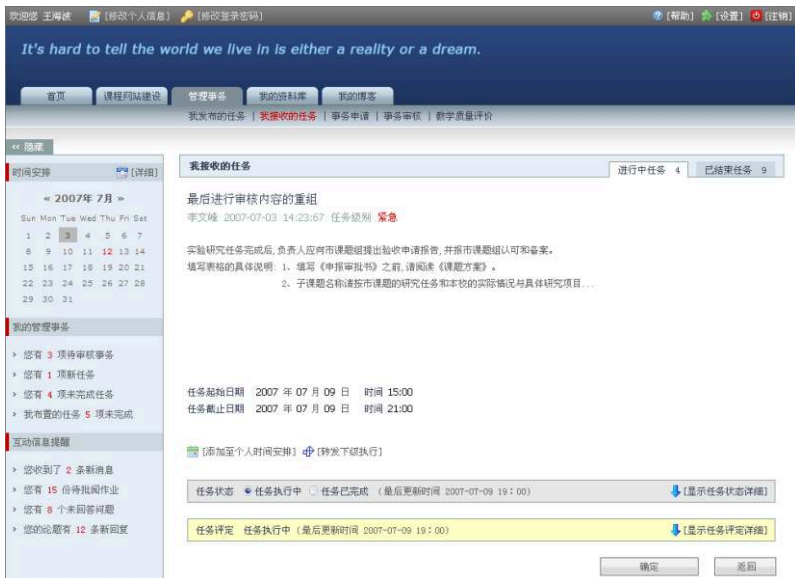 欢迎您 王海波 [修改个人信息] [修改登录密码] [帮助] [设置] [注销]
It's hard to tell the world we live in is either a reality or a dream.
首页 课程网站建设 管理事务 我的资料库 我的博客
我发布的任务 | 我接收的任务 | 事务申请 | 事务审核 | 教学质量评价
<< 隐藏
时间安排 [详细]
« 2007年 7月 »
Sun Mon Tue Wed Thu Fri Sat
1 2 3 4 5 6 7
8 9 10 11 12 13 14
15 16 17 18 19 20 21
22 23 24 25 26 27 28
29 30 31
我的管理事务
> 您有 3 项待审核事务
> 您有 1 项新任务
> 您有 4 项未完成任务
> 我布置的任务 5 项未完成
互动信息提醒
> 您收到了 2 条新消息
> 您有 15 份待批阅作业
> 您有 8 个未回答问题
> 您的论题有 12 条新回复
我接收的任务
进行中任务 4 已结束任务 9
最后进行审核内容的重组
李文峰 2007-07-03 14:23:67 任务级别 紧急
实验研究任务完成后,负责人应向市课题组提出验收申请报告,并报市课题组认可和备案。
填写表格的具体说明: 1、填写《申报审批书》之前,请阅读《课题方案》。
2、子课题名称请按市课题的研究任务和本校的实际情况与具体研究项目...
任务起始日期 2007 年 07 月 09 日 时间 15:00
任务截止日期 2007 年 07 月 09 日 时间 21:00
[添加至个人时间安排] [转发下级执行]
任务状态 任务执行中 任务已完成 (最后更新时间 2007-07-09 19:00) [显示任务状态详细]
任务评定 任务执行中 (最后更新时间 2007-07-09 19:00) [显示任务评定详细]
确定 返回